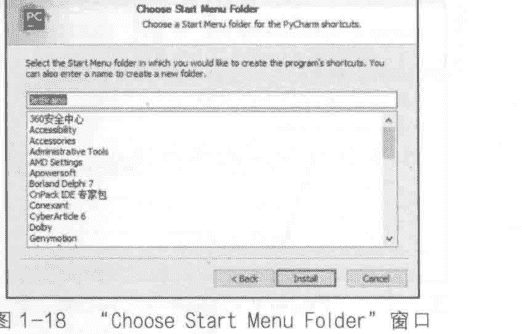 PC
Choose Start Menu Folder
Choose a Start Menu folder for the PyCharm shortcuts.
Select the Start Menu folder in which you would like to create the program's shortcuts. You
can also enter a name to create a new folder.
JetBrains
360安全中心
Accessibility
Accessories
Administrative Tools
AMD Settings
Apowersoft
Borland Delphi 7
CnPack IDE 专家包
Conexant
CyberArticle 6
Dolby
Genymotion
< Back Install Cancel
图 1-18 “Choose Start Menu Folder” 窗口